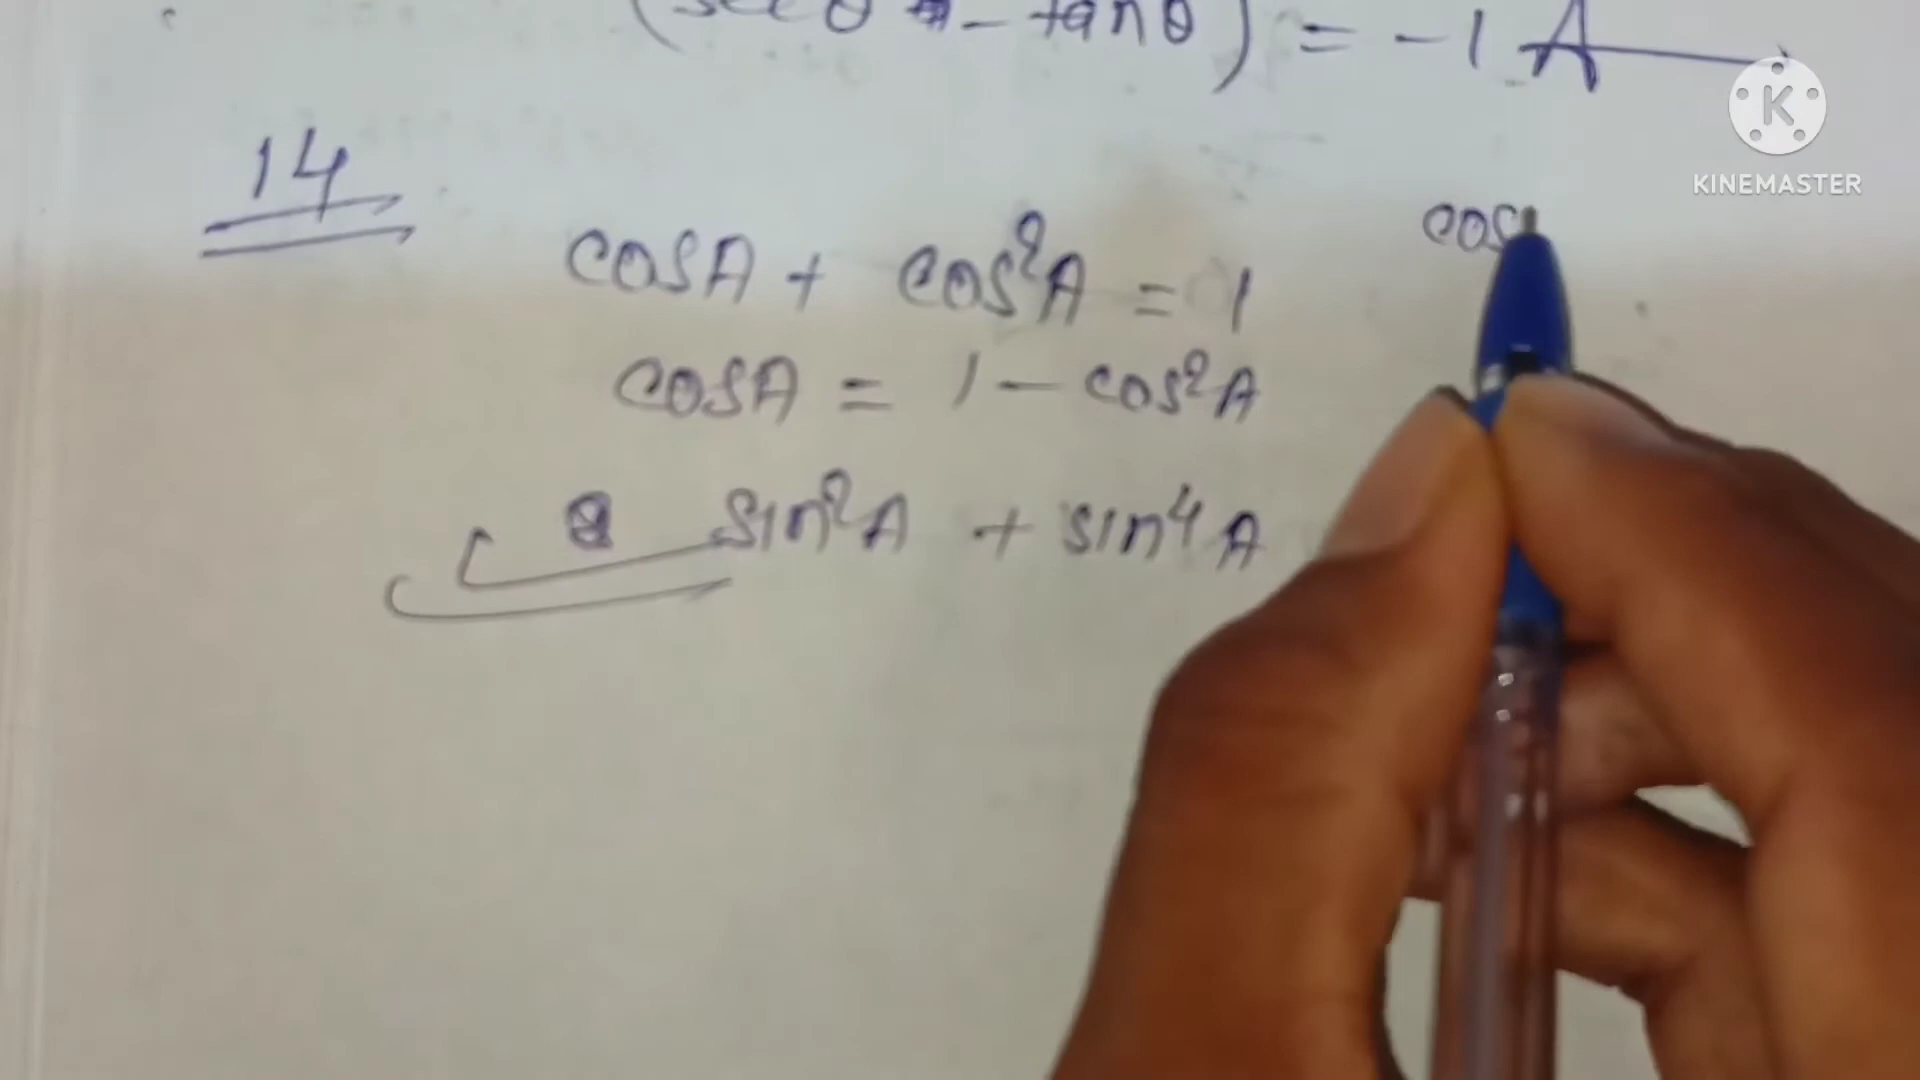 (sec θ - tan θ) = -1 A
K
KINEMASTER
14
cosA + cos²A = 1
cos
cosA = 1 - cos²A
sin²A + sin⁴A